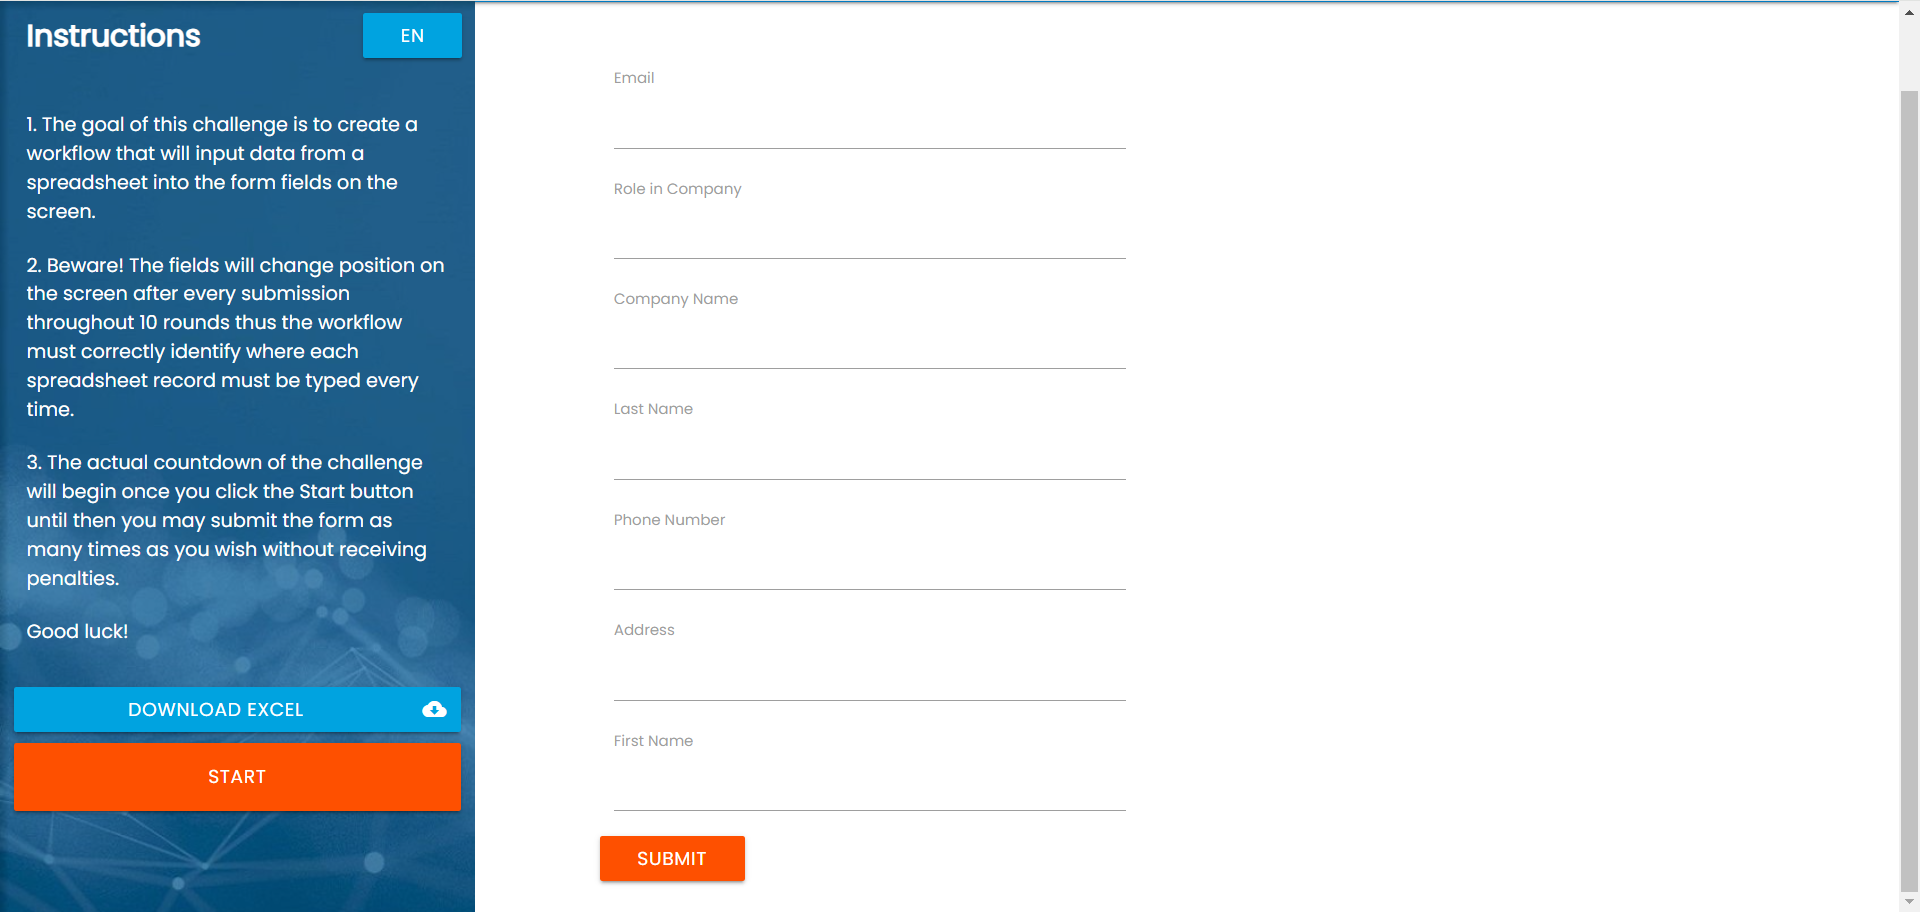 Instructions
EN
1. The goal of this challenge is to create a
workflow that will input data from a
spreadsheet into the form fields on the
screen.
2. Beware! The fields will change position on
the screen after every submission
throughout 10 rounds thus the workflow
must correctly identify where each
spreadsheet record must be typed every
time.
3. The actual countdown of the challenge
will begin once you click the Start button
until then you may submit the form as
many times as you wish without receiving
penalties.
Good luck!
DOWNLOAD EXCEL
START
Email
Role in Company
Company Name
Last Name
Phone Number
Address
First Name
SUBMIT